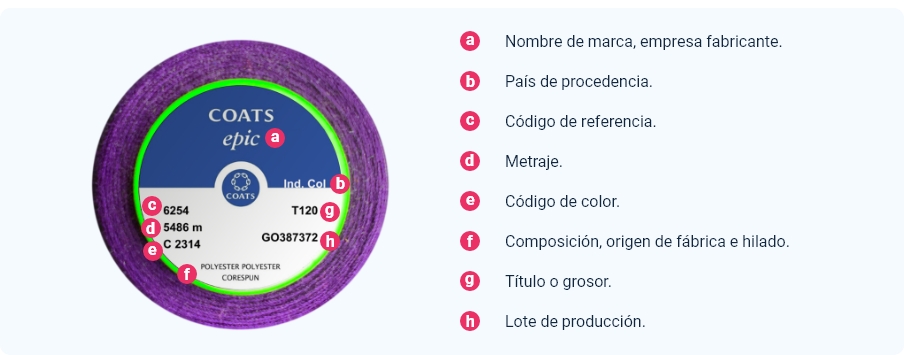 COATS
epic
a
Ind. Col
b
COATS
c
6254
T120
g
d
5486 m
e
C 2314
GO387372
h
f
POLYESTER POLYESTER
CORESPUN
a Nombre de marca, empresa fabricante.
b País de procedencia.
c Código de referencia.
d Metraje.
e Código de color.
f Composición, origen de fábrica e hilado.
g Título o grosor.
h Lote de producción.